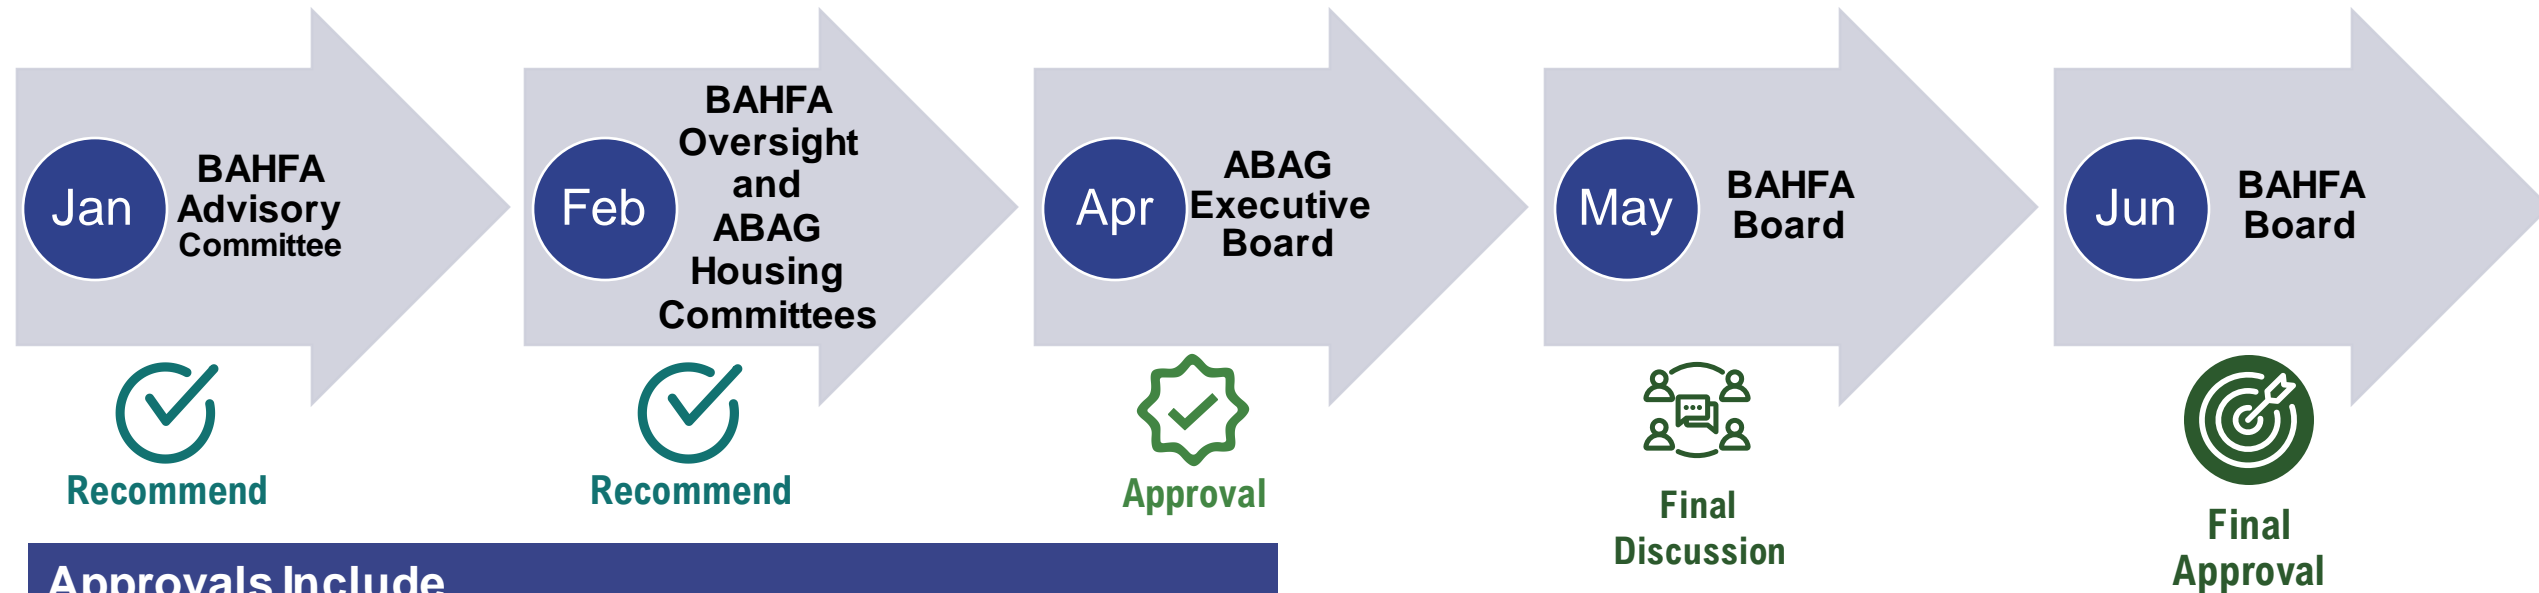 Jan
BAHFA
Advisory
Committee
Recommend
Feb
BAHFA
Oversight
and
ABAG
Housing
Committees
Recommend
Apr
ABAG
Executive
Board
Approval
May
BAHFA
Board
Final
Discussion
Jun
BAHFA
Board
Final
Approval
Approvals Include